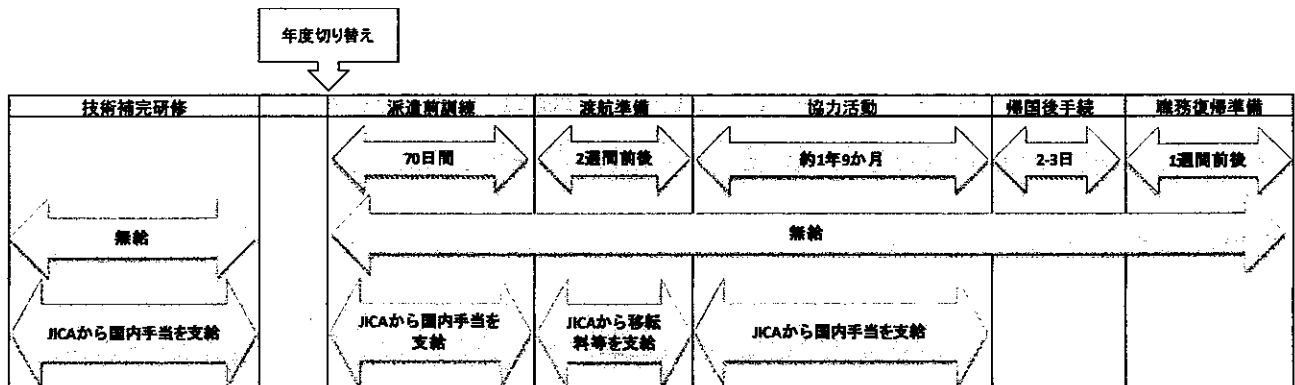 年度切り替え
技術補完研修 派遣前訓練 渡航準備 協力活動 帰国後手続 職務復帰準備
70日間 2週間前後 約1年9か月 2-3日 1週間前後
無給 無給
JICAから国内手当を支給
JICAから国内手当を
支給
JICAから移転
料等を支給
JICAから国内手当を支給